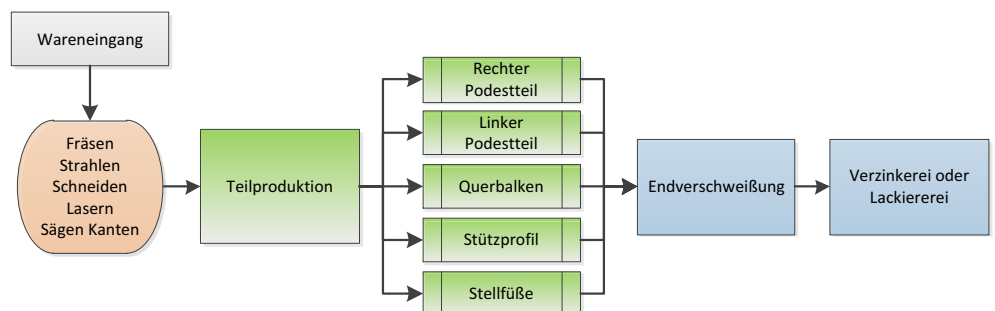 Wareneingang
Fräsen
Strahlen
Schneiden
Lasern
Sägen Kanten
Teilproduktion
Rechter
Podestteil
Linker
Podestteil
Querbalken
Stützprofil
Stellfüße
Endverschweißung
Verzinkerei oder
Lackiererei